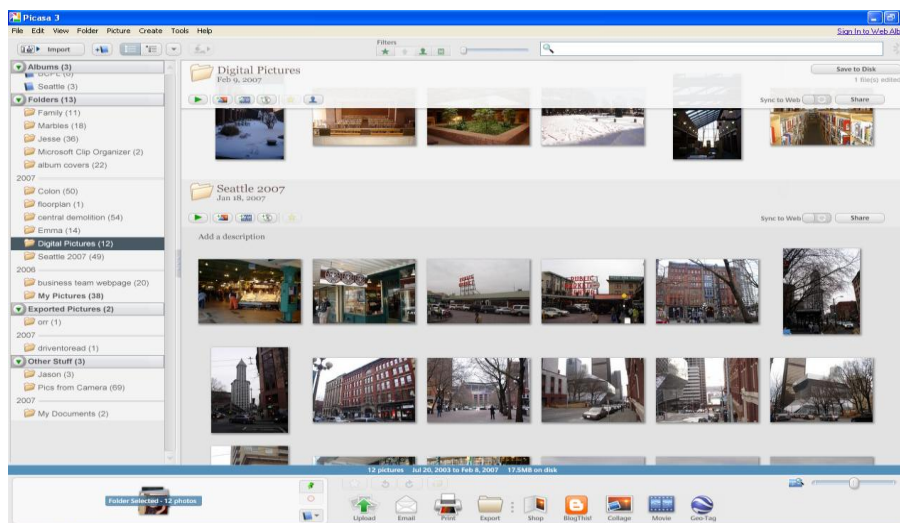 Picasa 3
File Edit View Folder Picture Create Tools Help
Sign In to Web Alb
Import
Filters
Albums (3)
Seattle (3)
Folders (13)
Family (11)
Marbles (18)
Jesse (36)
Microsoft Clip Organizer (2)
album covers (22)
2007
Colon (50)
floorplan (1)
central demolition (54)
Emma (14)
Digital Pictures (12)
Seattle 2007 (49)
2006
business team webpage (20)
My Pictures (38)
Exported Pictures (2)
orr (1)
2007
driventoread (1)
Other Stuff (3)
Jason (3)
Pics from Camera (69)
2007
My Documents (2)
Digital Pictures
Feb 9, 2007
Save to Disk
1 file(s) edited
Sync to Web Share
Seattle 2007
Jan 18, 2007
Sync to Web Share
Add a description
PUBLIC
MARKET
12 pictures Jul 20, 2003 to Feb 8, 2007 17.5MB on disk
Folder Selected - 12 photos
Upload Email Print Export Shop BlogThis! Collage Movie Geo-Tag